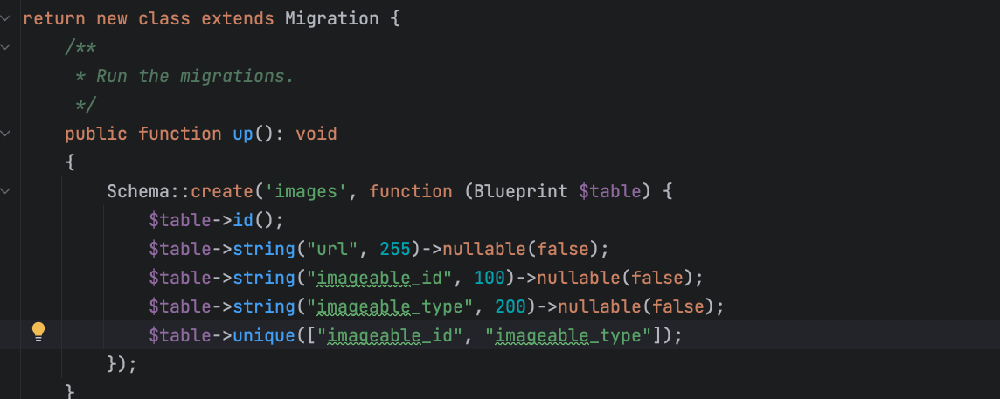 return new class extends Migration {
/**
* Run the migrations.
*/
public function up(): void
{
Schema::create('images', function (Blueprint $table) {
$table->id();
$table->string("url", 255)->nullable(false);
$table->string("imageable_id", 100)->nullable(false);
$table->string("imageable_type", 200)->nullable(false);
$table->unique(["imageable_id", "imageable_type"]);
});
}